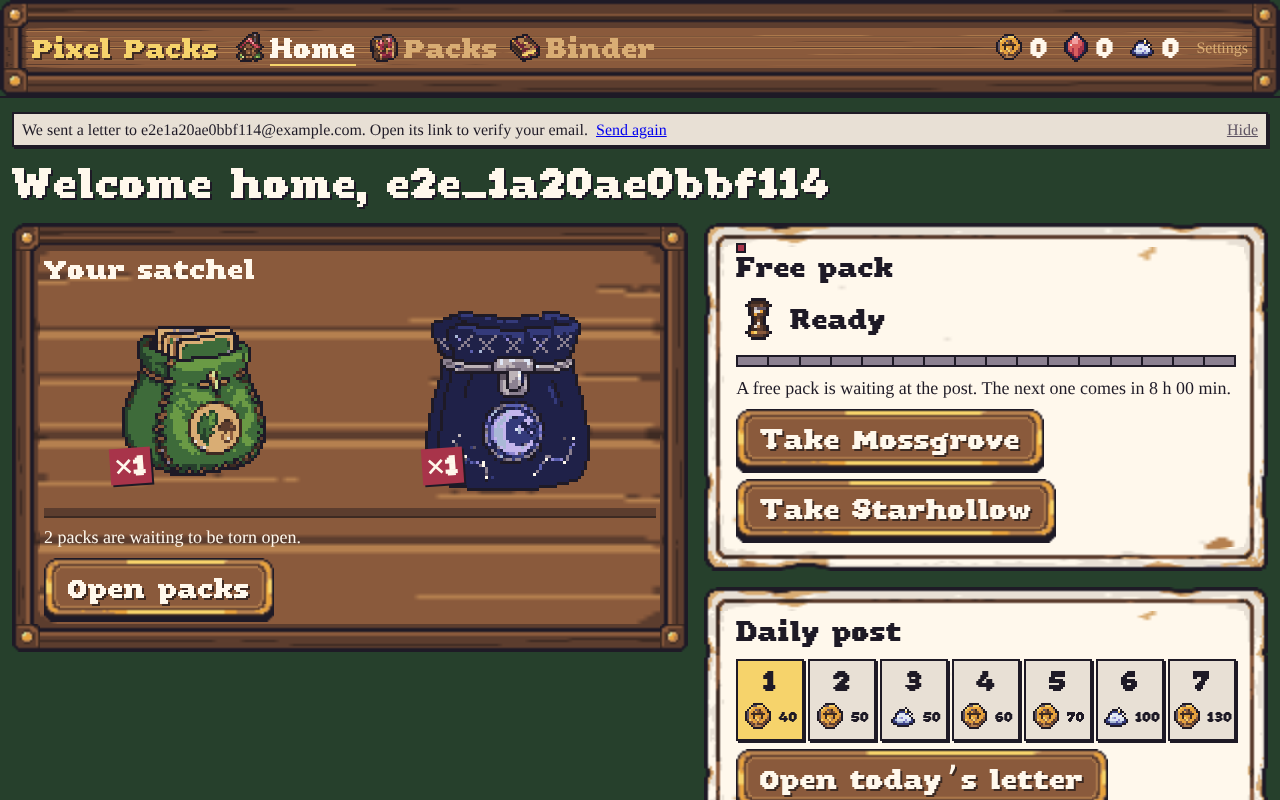 Pixel Packs Home Packs Binder 0 0 0 Settings
We sent a letter to e2e1a20ae0bbf114@example.com. Open its link to verify your email. Send again Hide
Welcome home, e2e_1a20ae0bbf114
Your satchel
×1 ×1
2 packs are waiting to be torn open.
Open packs
Free pack
Ready
A free pack is waiting at the post. The next one comes in 8 h 00 min.
Take Mossgrove
Take Starhollow
Daily post
1 2 3 4 5 6 7
40 50 50 60 70 100 130
Open today's letter